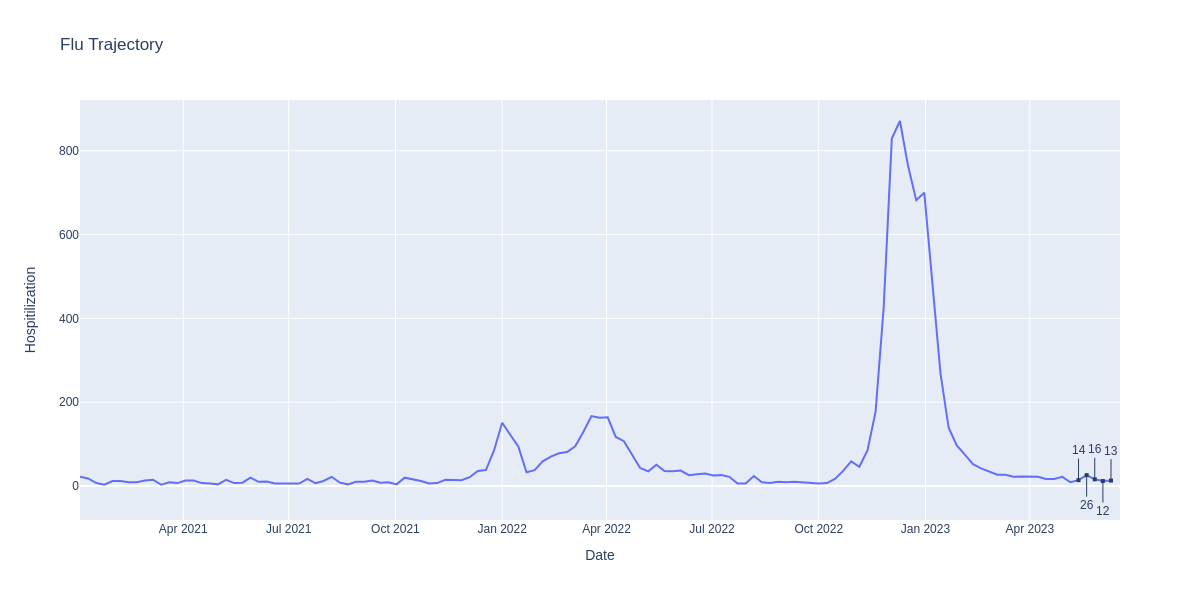 Flu Trajectory
Hospitilization
800
600
400
200
0
14 16 13
26 12
Apr 2021 Jul 2021 Oct 2021 Jan 2022 Apr 2022 Jul 2022 Oct 2022 Jan 2023 Apr 2023
Date